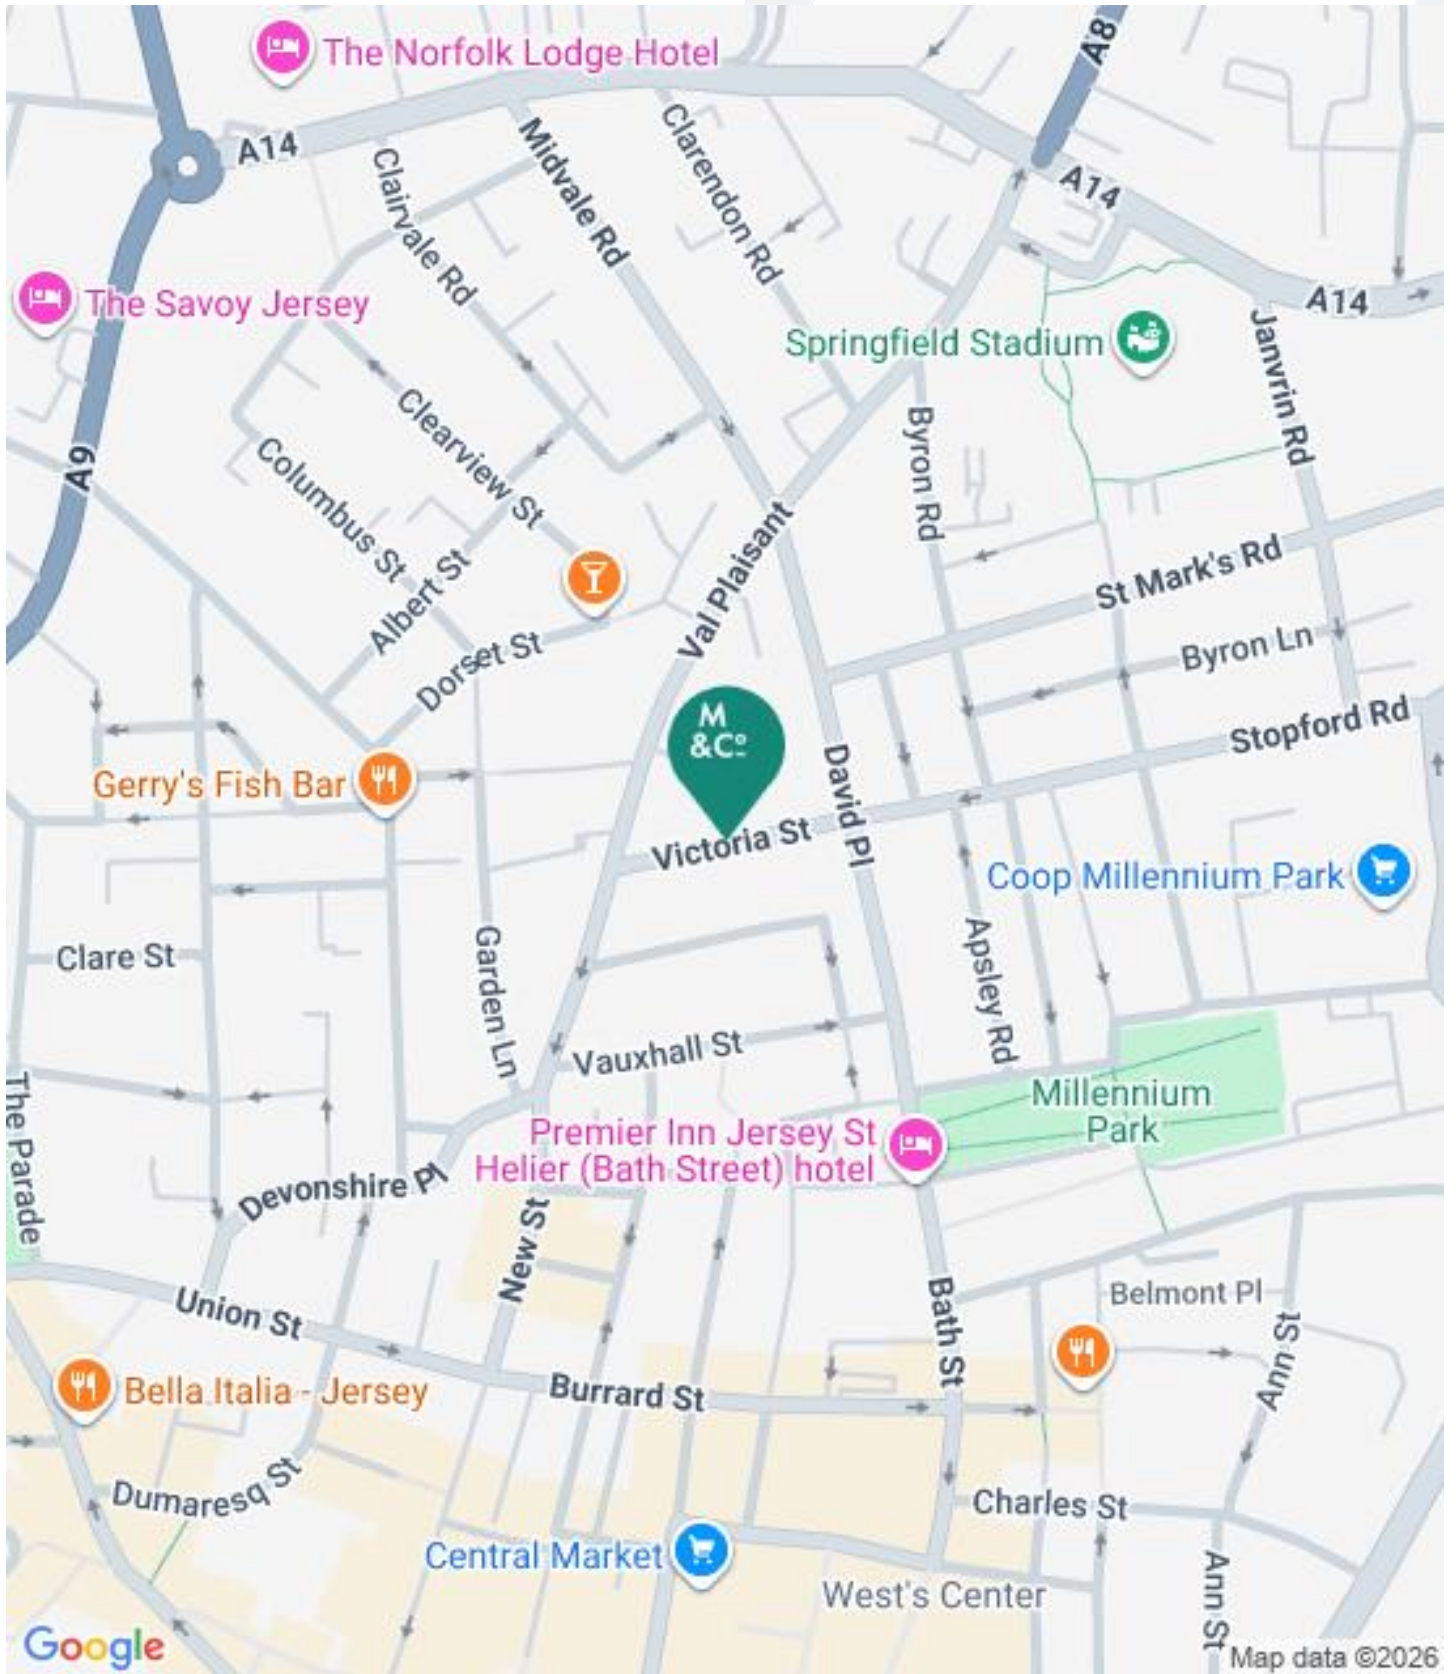 The Norfolk Lodge Hotel
A8
A14
Midvale Rd
Clarendon Rd
Clairvale Rd
A14
The Savoy Jersey
A14
Springfield Stadium
Janvrin Rd
A9
Clearview St
Byron Rd
Columbus St
Albert St
Val Plaisant
St Mark's Rd
Dorset St
Byron Ln
M
&Co
Stopford Rd
David Pl
Gerry's Fish Bar
Victoria St
Coop Millennium Park
Clare St
Garden Ln
Apsley Rd
Vauxhall St
The Parade
Millennium
Park
Premier Inn Jersey St
Helier (Bath Street) hotel
Devonshire Pl
New St
Union St
Bath St
Belmont Pl
Ann St
Bella Italia - Jersey
Burrard St
Dumaresq St
Charles St
Central Market
West's Center
Ann St
Google
Map data ©2026